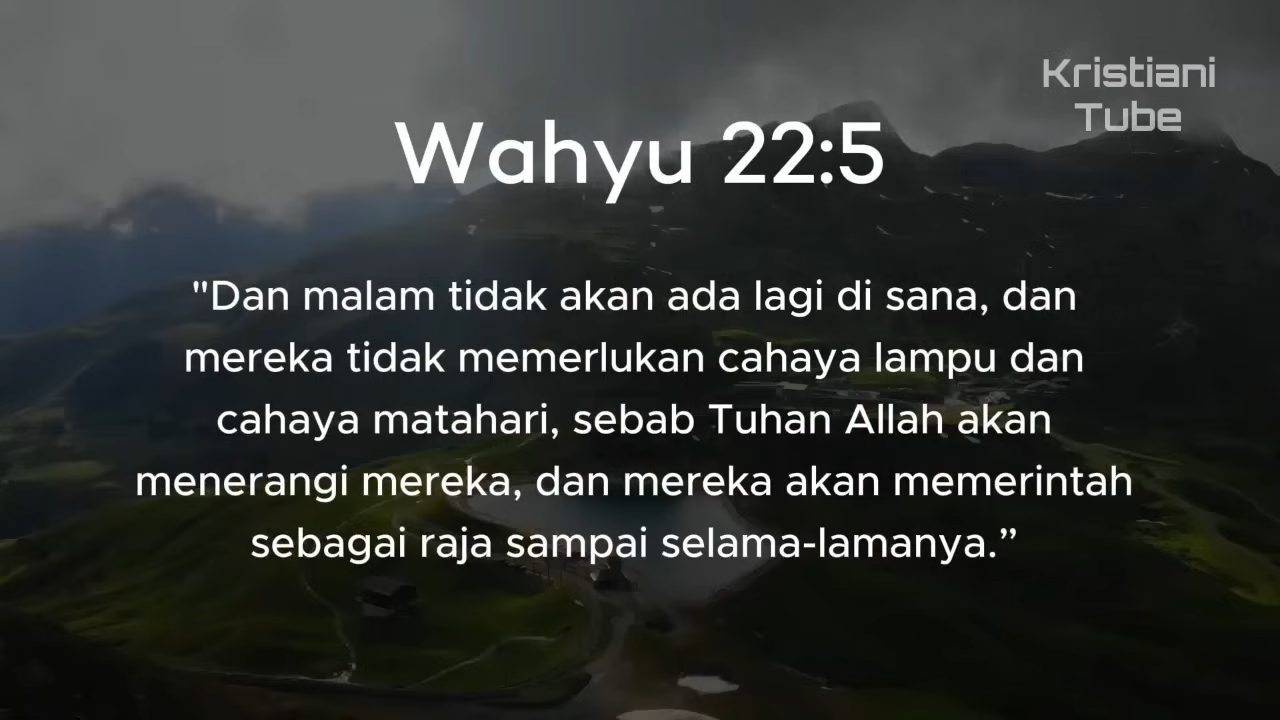 Kristiani
Tube
Wahyu 22:5
"Dan malam tidak akan ada lagi di sana, dan
mereka tidak memerlukan cahaya lampu dan
cahaya matahari, sebab Tuhan Allah akan
menerangi mereka, dan mereka akan memerintah
sebagai raja sampai selama-lamanya.”